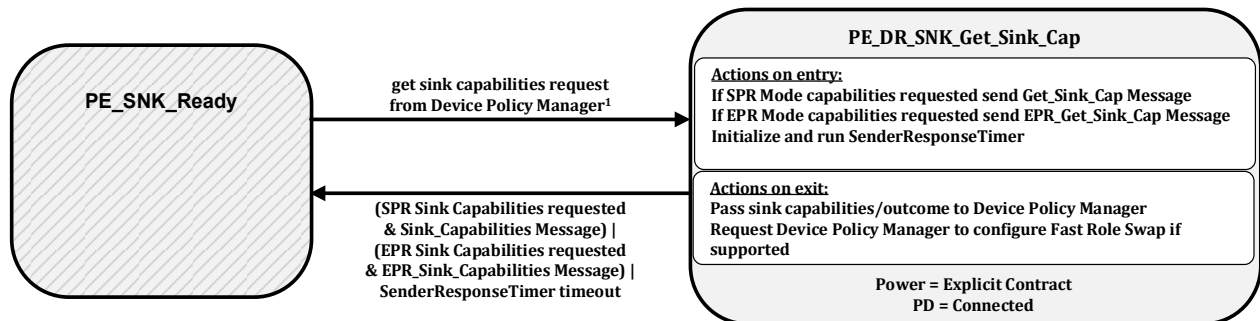 PE_SNK_Ready
get sink capabilities request
from Device Policy Manager¹
(SPR Sink Capabilities requested
& Sink_Capabilities Message) |
(EPR Sink Capabilities requested
& EPR_Sink_Capabilities Message) |
SenderResponseTimer timeout
PE_DR_SNK_Get_Sink_Cap
Actions on entry:
If SPR Mode capabilities requested send Get_Sink_Cap Message
If EPR Mode capabilities requested send EPR_Get_Sink_Cap Message
Initialize and run SenderResponseTimer
Actions on exit:
Pass sink capabilities/outcome to Device Policy Manager
Request Device Policy Manager to configure Fast Role Swap if
supported
Power = Explicit Contract
PD = Connected